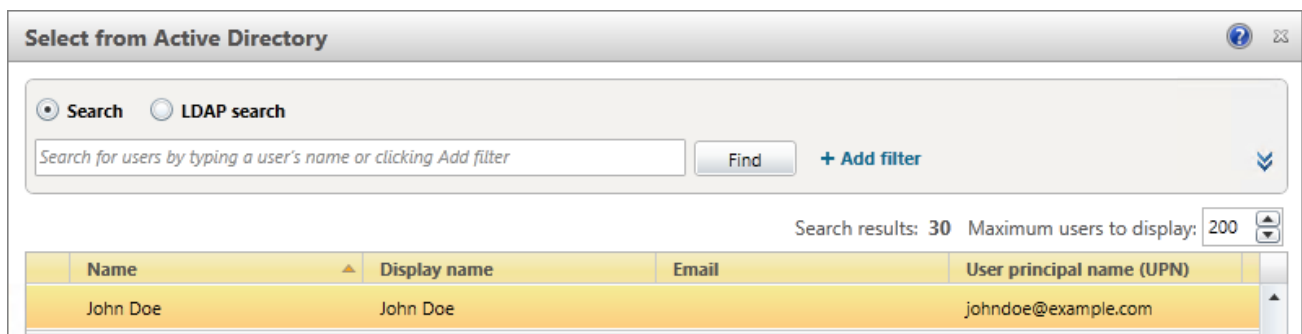 Select from Active Directory ?
Search LDAP search
Search for users by typing a user's name or clicking Add filter Find + Add filter
Search results: 30 Maximum users to display: 200
Name Display name Email User principal name (UPN)
John Doe John Doe johndoe@example.com